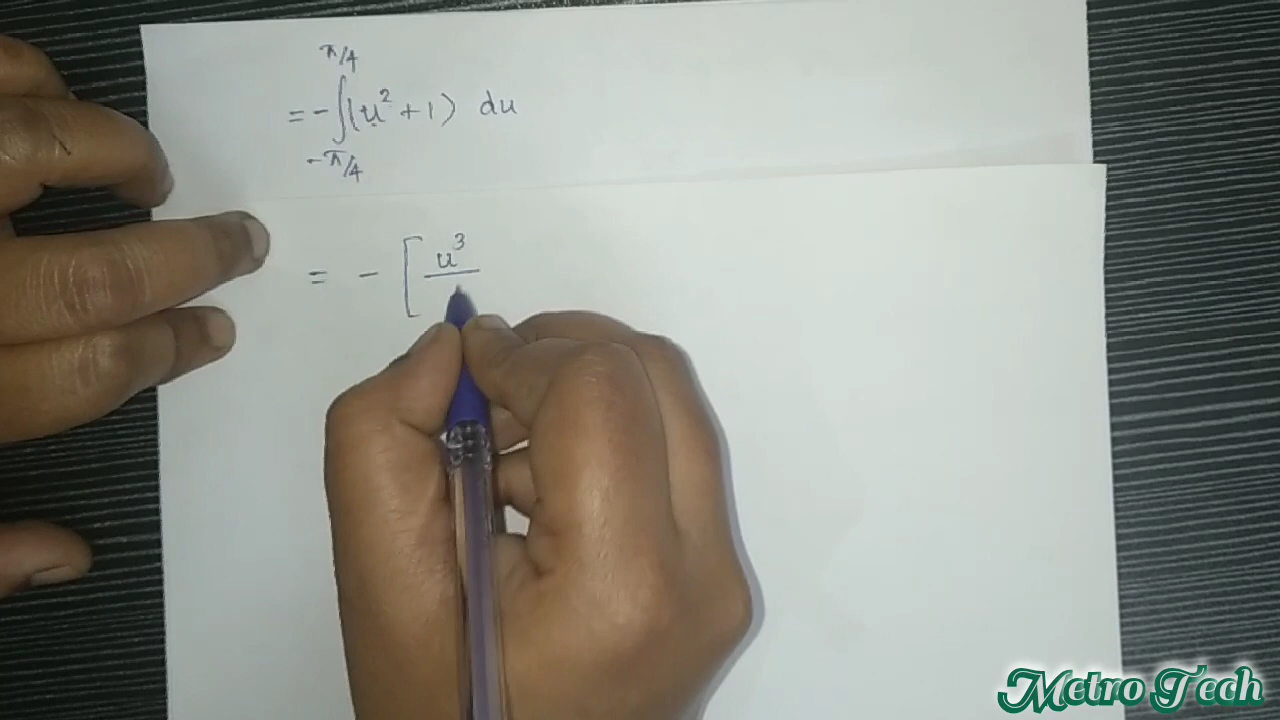 π/4
= - ∫(u² + 1) du
-π/4
= - [ u³
Metro Tech